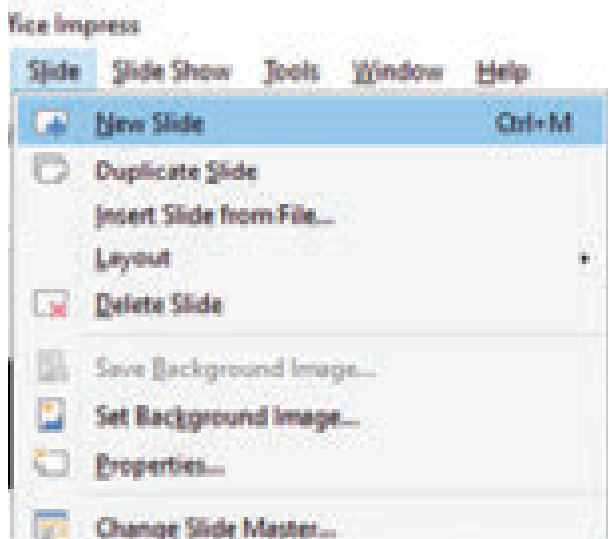 fice Impress
Slide Slide Show Tools Window Help
New Slide Ctrl+M
Duplicate Slide
Insert Slide from File...
Layout
Delete Slide
Save Background Image...
Set Background Image...
Properties...
Change Slide Master...